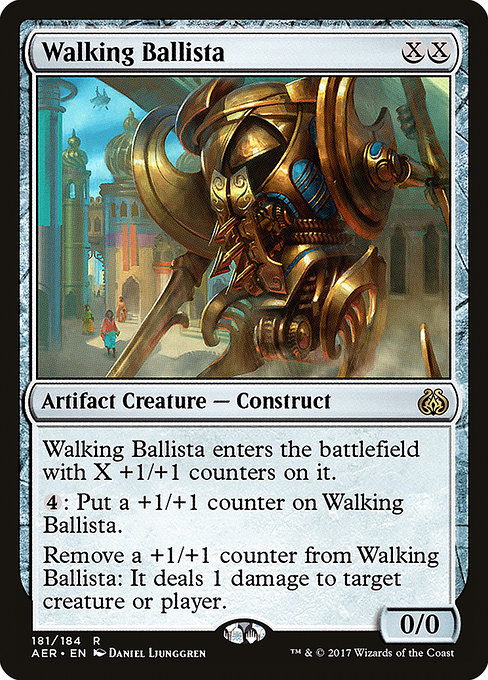 Walking Ballista XX
Artifact Creature — Construct
Walking Ballista enters the battlefield
with X +1/+1 counters on it.
4: Put a +1/+1 counter on Walking
Ballista.
Remove a +1/+1 counter from Walking
Ballista: It deals 1 damage to target
creature or player.
0/0
181/184 R
AER • EN Daniel Ljunggren
™ & © 2017 Wizards of the Coast